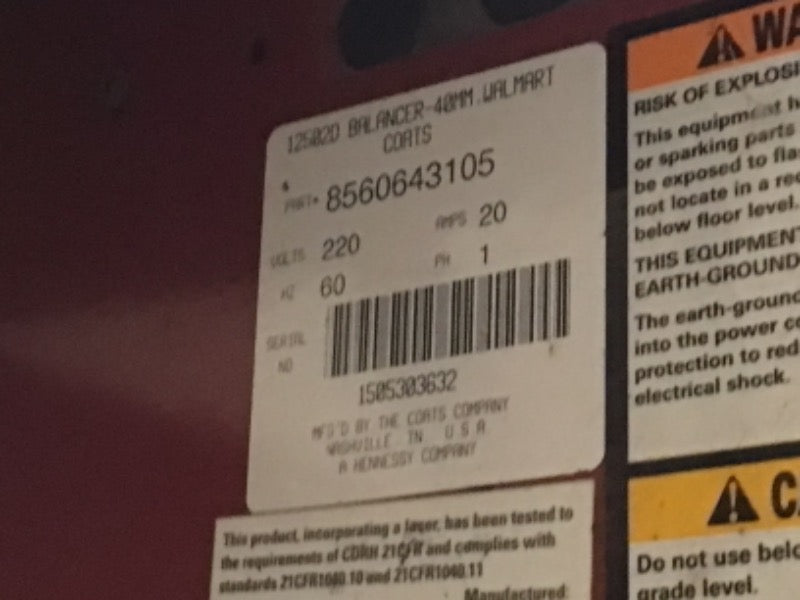 12502D BALANCER-40MM.WALMART
COATS
PART# 8560643105
VOLTS 220 AMPS 20
HZ 60 PH 1
SERIAL
NO
1505303632
MFG'D BY THE COATS COMPANY
NASHVILLE TN U S A
A HENNESSY COMPANY
This product, incorporating a laser, has been tested to
the requirements of CDRH 21CFR and complies with
standards 21CFR1040.10 and 21CFR1040.11
Manufactured:
WA
RISK OF EXPLOSI
This equipment h
or sparking parts
be exposed to fla
not locate in a rec
below floor level.
THIS EQUIPMENT
EARTH-GROUND
The earth-ground
into the power co
protection to red
electrical shock.
CA
Do not use belo
grade level.